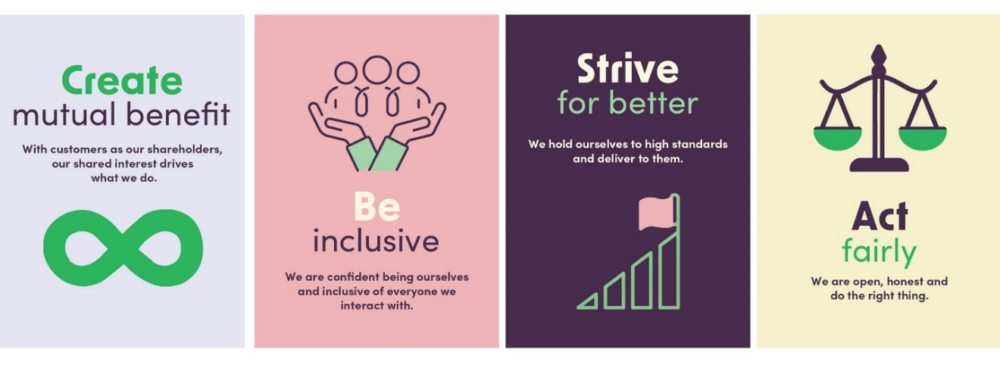 Create
mutual benefit
With customers as our shareholders,
our shared interest drives
what we do.
Be
inclusive
We are confident being ourselves
and inclusive of everyone we
interact with.
Strive
for better
We hold ourselves to high standards
and deliver to them.
Act
fairly
We are open, honest and
do the right thing.